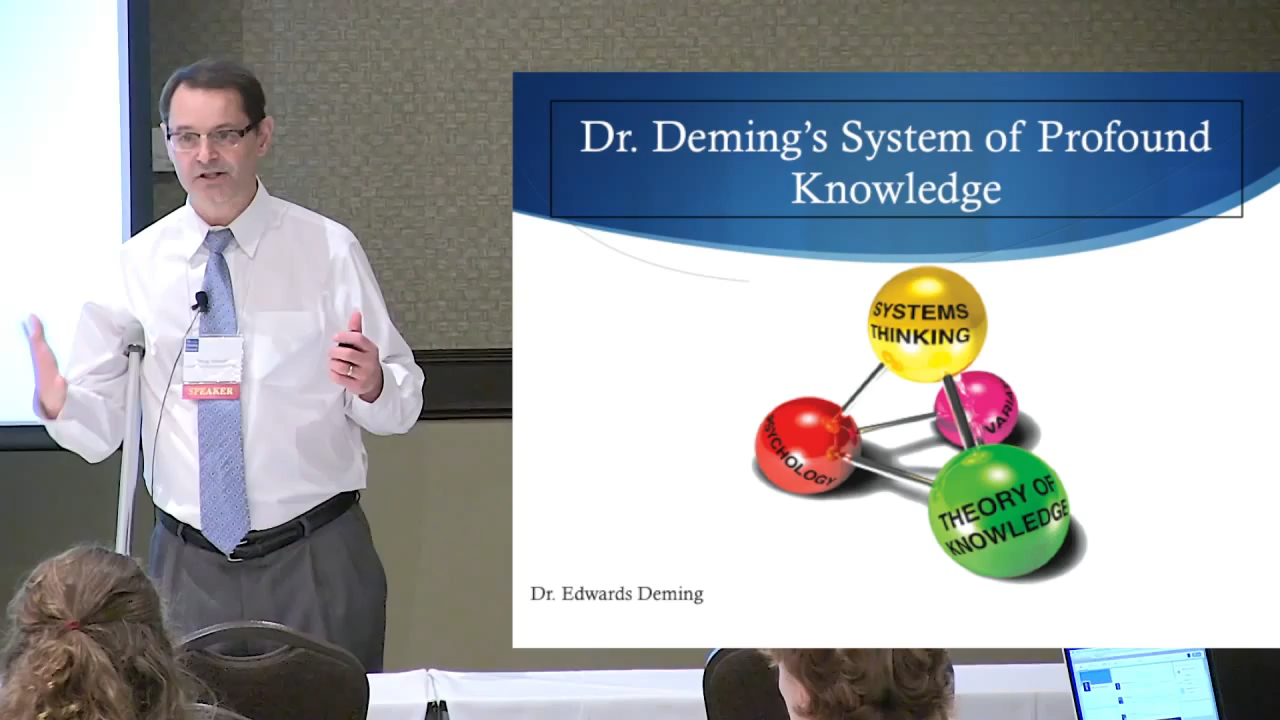 Dr. Deming's System of Profound
Knowledge
SYSTEMS
THINKING
PSYCHOLOGY
THEORY OF
KNOWLEDGE
Dr. Edwards Deming
SPEAKER